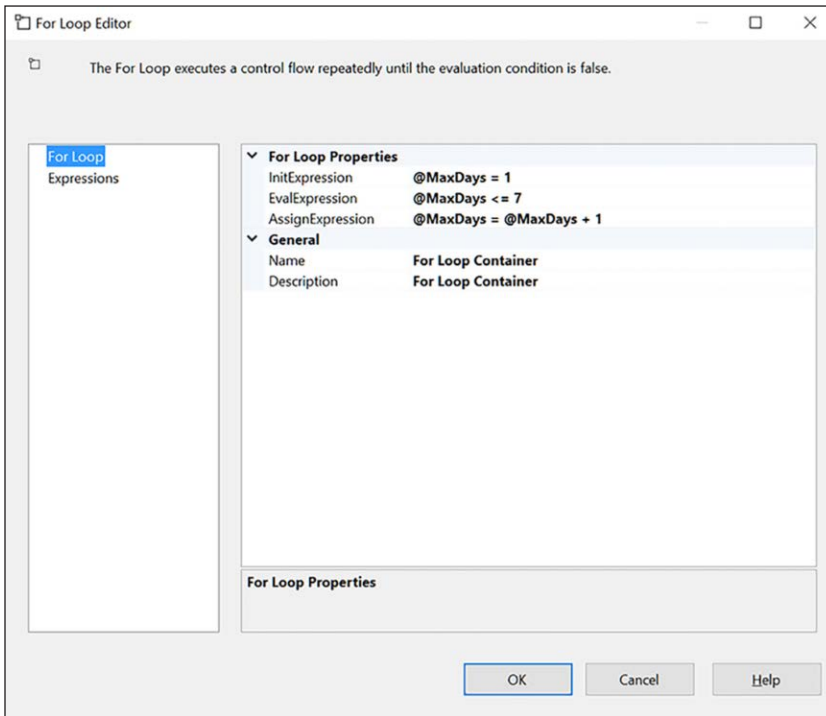 For Loop Editor
The For Loop executes a control flow repeatedly until the evaluation condition is false.
For Loop
Expressions
For Loop Properties
InitExpression @MaxDays = 1
EvalExpression @MaxDays <= 7
AssignExpression @MaxDays = @MaxDays + 1
General
Name For Loop Container
Description For Loop Container
For Loop Properties
OK Cancel Help